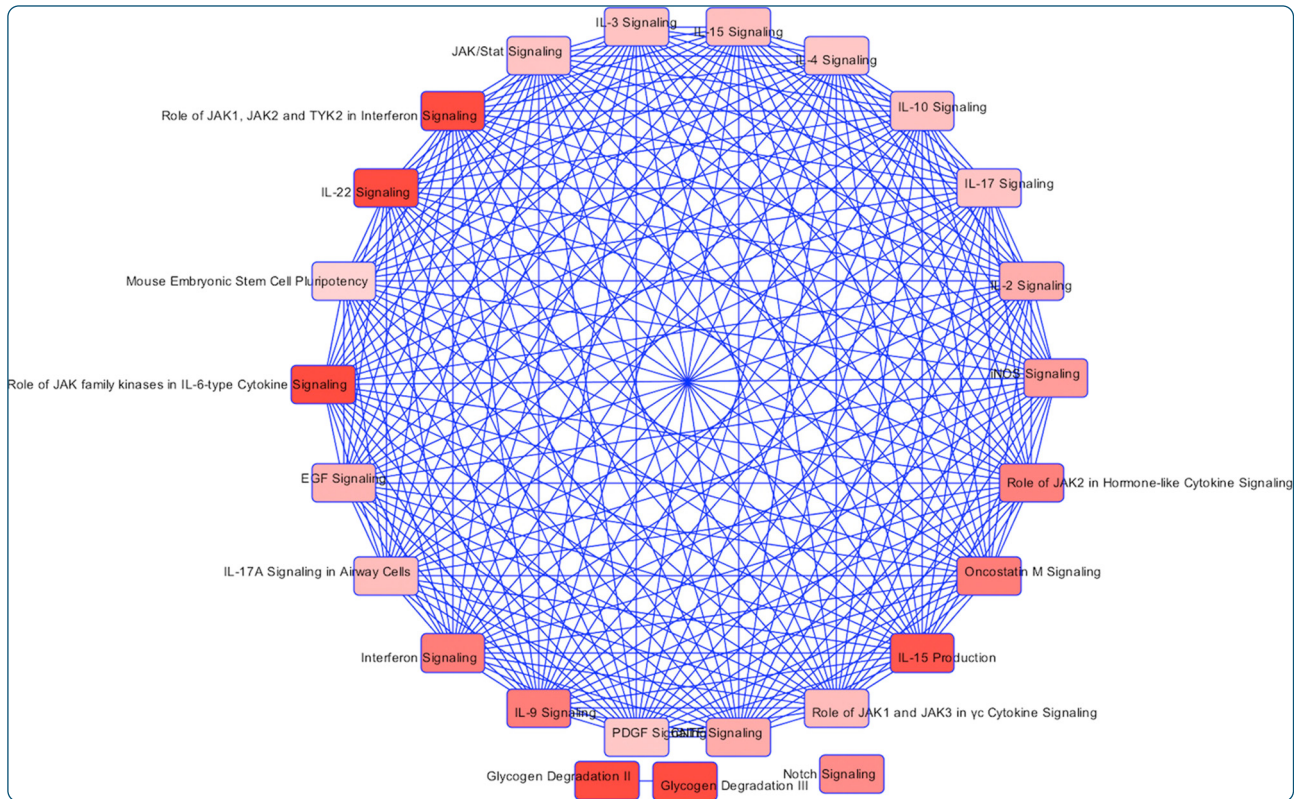 IL-3 Signaling
IL-15 Signaling
JAK/Stat Signaling
IL-4 Signaling
IL-10 Signaling
Role of JAK1, JAK2 and TYK2 in Interferon Signaling
IL-17 Signaling
IL-22 Signaling
Mouse Embryonic Stem Cell Pluripotency
IL-2 Signaling
iNOS Signaling
Role of JAK family kinases in IL-6-type Cytokine Signaling
EGF Signaling
Role of JAK2 in Hormone-like Cytokine Signaling
IL-17A Signaling in Airway Cells
Oncostatin M Signaling
Interferon Signaling
IL-15 Production
IL-9 Signaling
Role of JAK1 and JAK3 in γc Cytokine Signaling
PDGF Signaling
Signaling
Notch Signaling
Glycogen Degradation II
Glycogen Degradation III